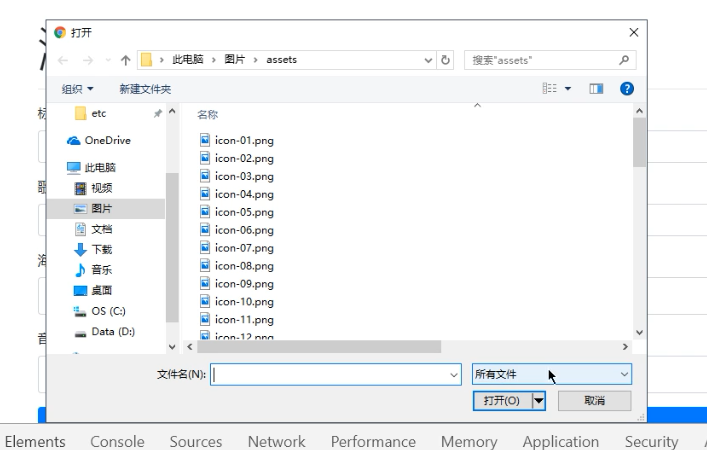 打开
此电脑 › 图片 › assets
搜索"assets"
组织
新建文件夹
etc
OneDrive
此电脑
视频
图片
文档
下载
音乐
桌面
OS (C:)
Data (D:)
名称
icon-01.png
icon-02.png
icon-03.png
icon-04.png
icon-05.png
icon-06.png
icon-07.png
icon-08.png
icon-09.png
icon-10.png
icon-11.png
icon-12.png
文件名(N):
所有文件
打开(O)
取消
Elements Console Sources Network Performance Memory Application Security